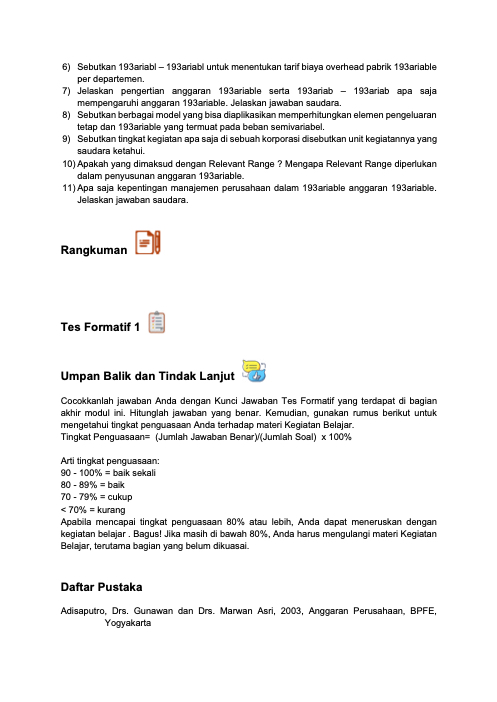 6) Sebutkan 193ariabl – 193ariabl untuk menentukan tarif biaya overhead pabrik 193ariable
per departemen.
7) Jelaskan pengertian anggaran 193ariable serta 193ariab – 193ariab apa saja
mempengaruhi anggaran 193ariable. Jelaskan jawaban saudara.
8) Sebutkan berbagai model yang bisa diaplikasikan memperhitungkan elemen pengeluaran
tetap dan 193ariable yang termuat pada beban semivariabel.
9) Sebutkan tingkat kegiatan apa saja di sebuah korporasi disebutkan unit kegiatannya yang
saudara ketahui.
10) Apakah yang dimaksud dengan Relevant Range ? Mengapa Relevant Range diperlukan
dalam penyusunan anggaran 193ariable.
11) Apa saja kepentingan manajemen perusahaan dalam 193ariable anggaran 193ariable.
Jelaskan jawaban saudara.
Rangkuman
Tes Formatif 1
Umpan Balik dan Tindak Lanjut
Cocokkanlah jawaban Anda dengan Kunci Jawaban Tes Formatif yang terdapat di bagian
akhir modul ini. Hitunglah jawaban yang benar. Kemudian, gunakan rumus berikut untuk
mengetahui tingkat penguasaan Anda terhadap materi Kegiatan Belajar.
Tingkat Penguasaan= (Jumlah Jawaban Benar)/(Jumlah Soal) x 100%
Arti tingkat penguasaan:
90 - 100% = baik sekali
80 - 89% = baik
70 - 79% = cukup
< 70% = kurang
Apabila mencapai tingkat penguasaan 80% atau lebih, Anda dapat meneruskan dengan
kegiatan belajar . Bagus! Jika masih di bawah 80%, Anda harus mengulangi materi Kegiatan
Belajar, terutama bagian yang belum dikuasai.
Daftar Pustaka
Adisaputro, Drs. Gunawan dan Drs. Marwan Asri, 2003, Anggaran Perusahaan, BPFE,
Yogyakarta